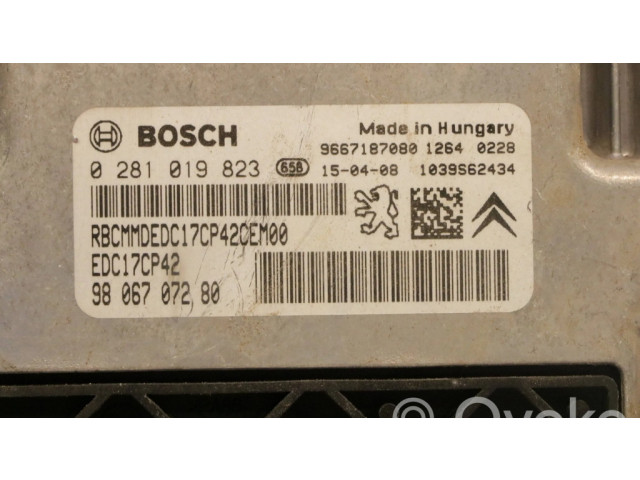 BOSCH
Made in Hungary
9667187080 1264 0228
0 281 019 823 658 15-04-08 1039S62434
RBCMMDEDC17CP42CEM00
EDC17CP42
98 067 072 80